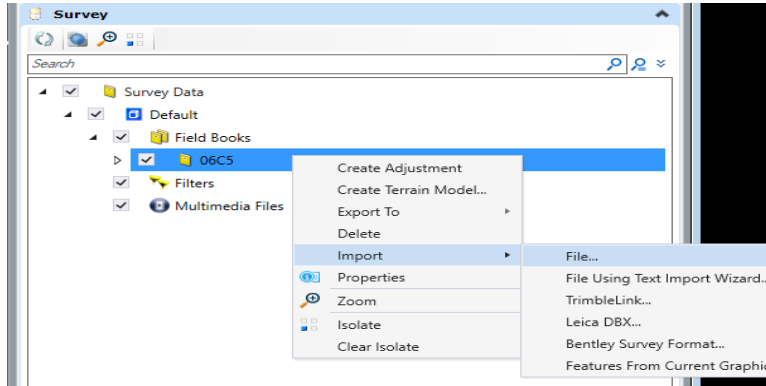 Survey
Search
Survey Data
Default
Field Books
06C5
Filters
Multimedia Files
Create Adjustment
Create Terrain Model...
Export To
Delete
Import
Properties
Zoom
Isolate
Clear Isolate
File...
File Using Text Import Wizard..
TrimbleLink...
Leica DBX...
Bentley Survey Format...
Features From Current Graphi